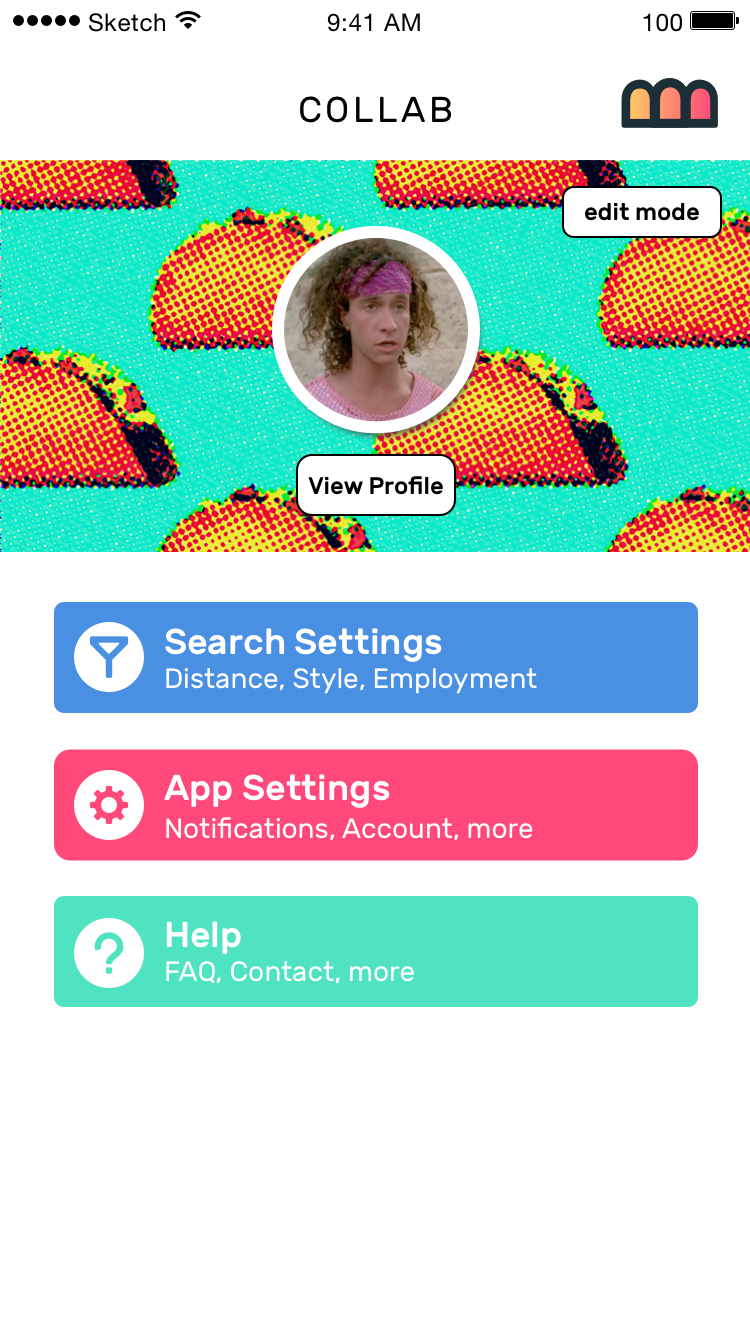 Sketch 9:41 AM 100
COLLAB
edit mode
View Profile
Search Settings
Distance, Style, Employment
App Settings
Notifications, Account, more
Help
FAQ, Contact, more